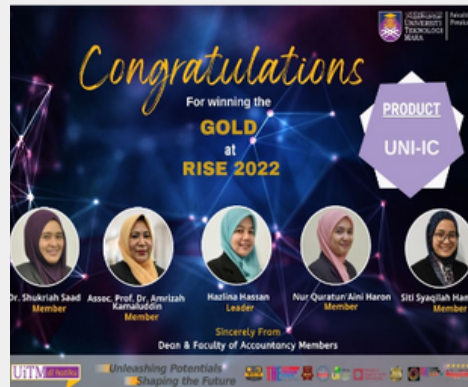 UNIVERSITI
TEKNOLOGI
MARA
Congratulations
For winning the
GOLD
at
RISE 2022
PRODUCT
UNI-IC
Dr. Shukriah Saad
Member
Assoc. Prof. Dr. Amrizah
Kamaluddin
Member
Hazlina Hassan
Leader
Nur Quratun'Aini Haron
Member
Siti Syaqilah
Member
Sincerely From
Dean & Faculty of Accountancy Members
UiTM
Unleashing Potentials
Shaping the Future